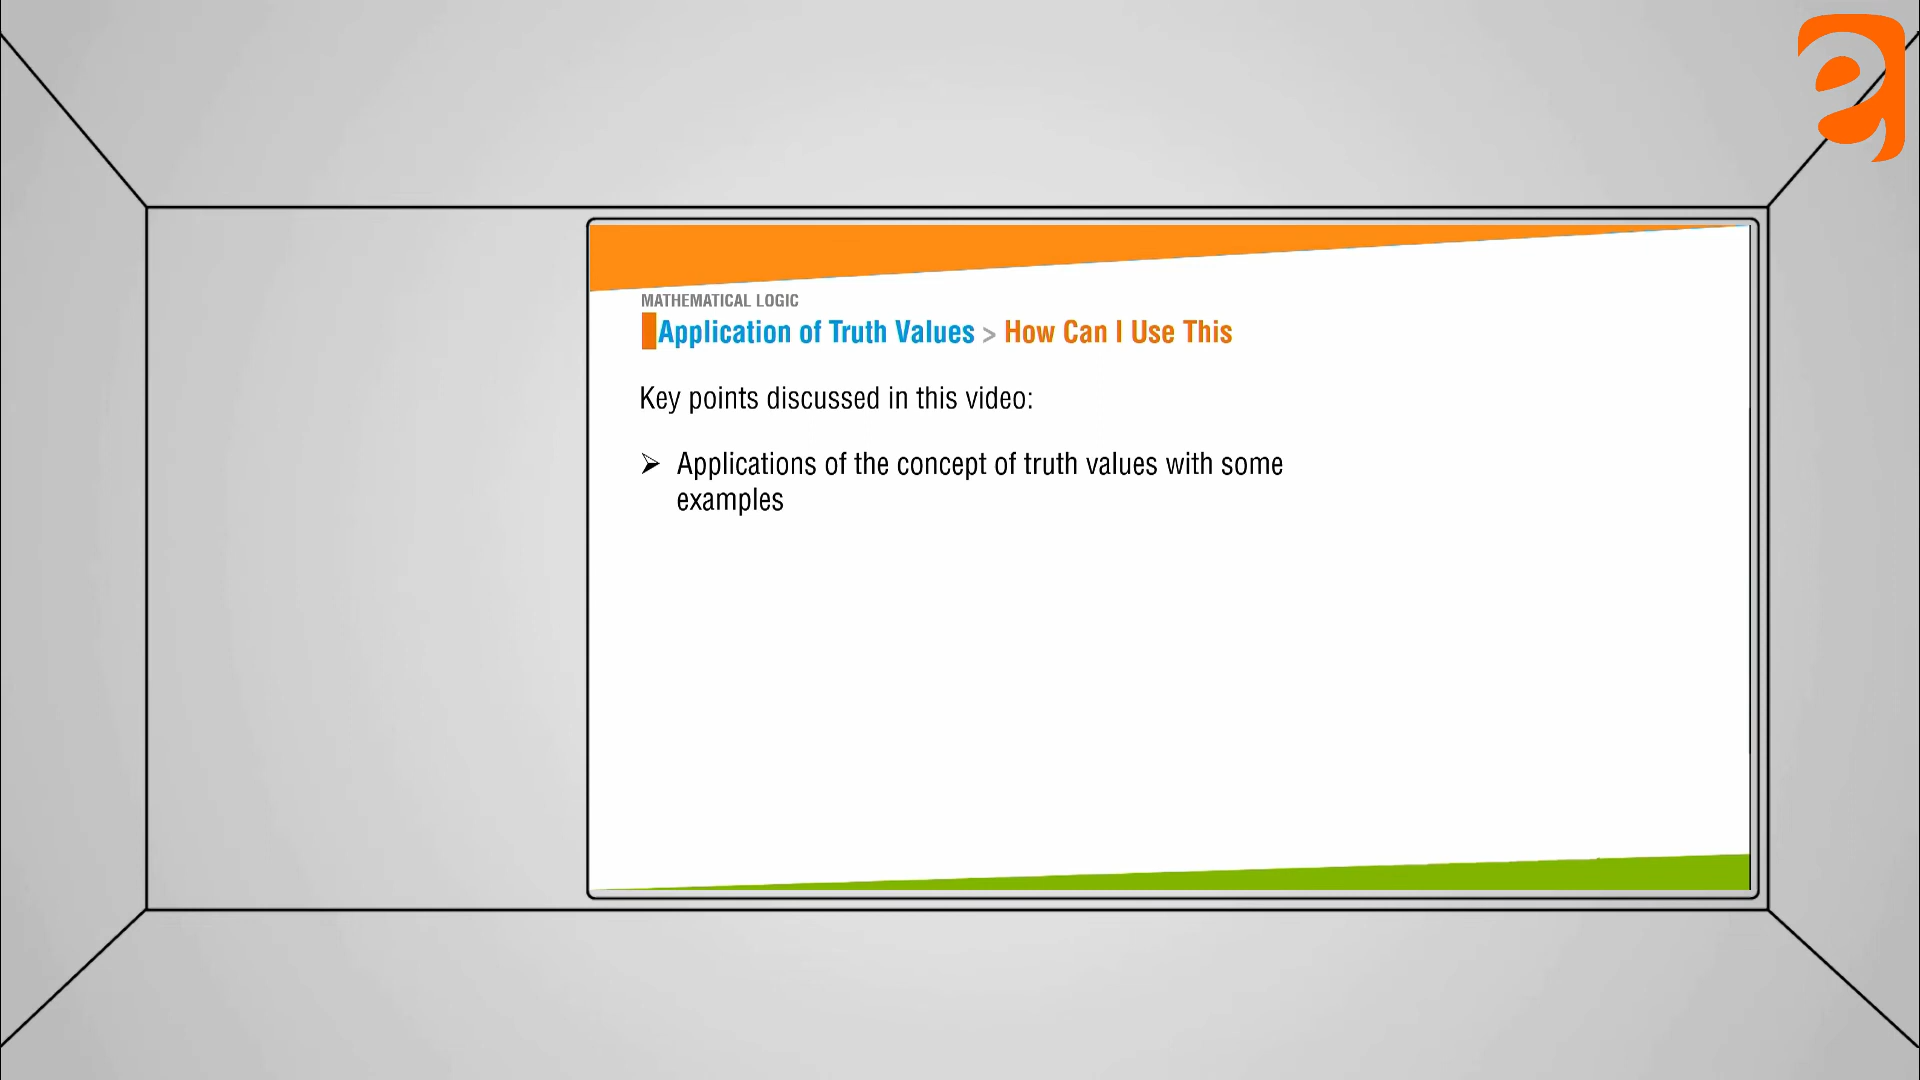 MATHEMATICAL LOGIC
Application of Truth Values > How Can I Use This
Key points discussed in this video:
➢ Applications of the concept of truth values with some
examples